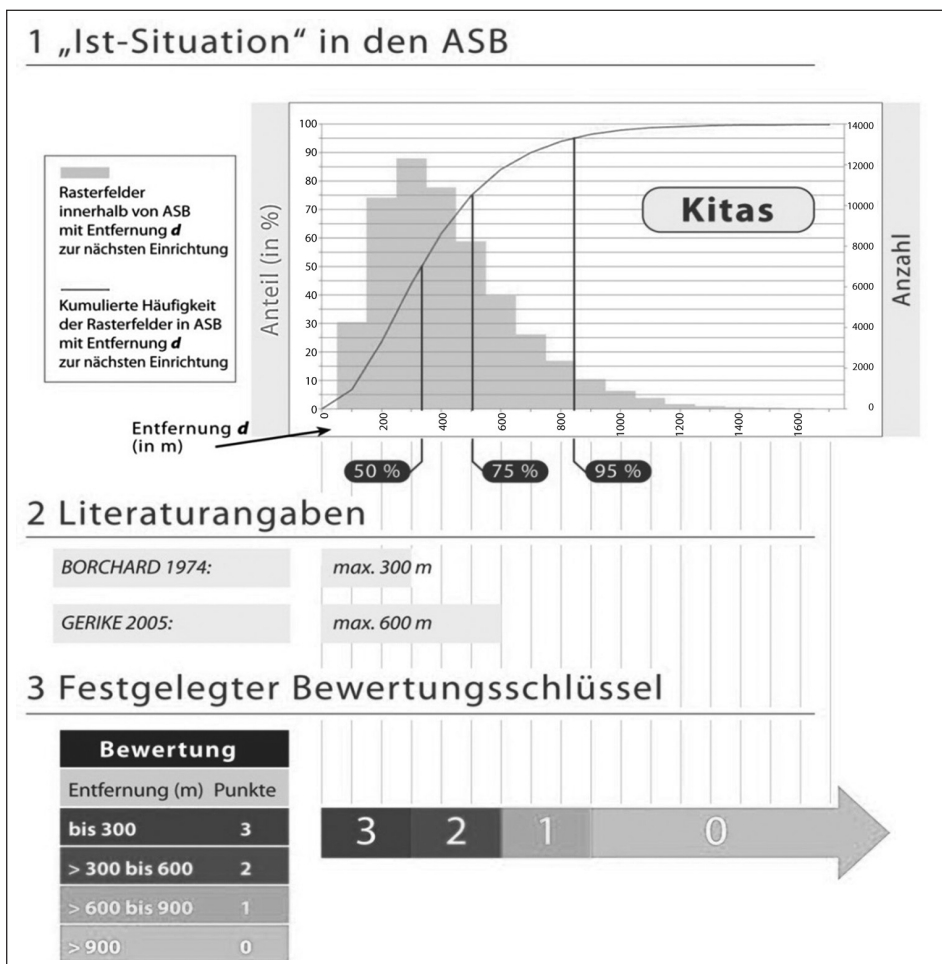 1 „Ist-Situation“ in den ASB
Rasterfelder
innerhalb von ASB
mit Entfernung d
zur nächsten Einrichtung
Kumulierte Häufigkeit
der Rasterfelder in ASB
mit Entfernung d
zur nächsten Einrichtung
Anteil (in %)
100
90
80
70
60
50
40
30
20
10
0
Kitas
14000
12000
10000
8000
6000
4000
2000
0
Anzahl
0
200
400
600
800
1000
1200
1400
1600
Entfernung d
(in m)
50 %
75 %
95 %
2 Literaturangaben
BORCHARD 1974:
max. 300 m
GERIKE 2005:
max. 600 m
3 Festgelegter Bewertungsschlüssel
Bewertung
Entfernung (m) Punkte
bis 300 3
> 300 bis 600 2
> 600 bis 900 1
> 900 0
3 2 1 0